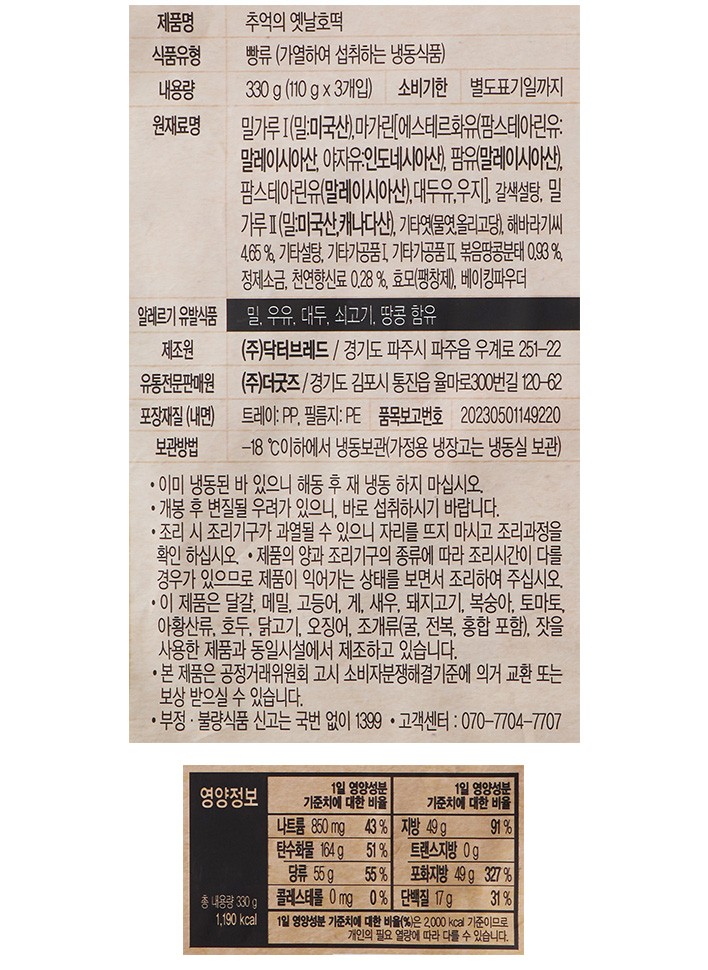 제품명 추억의 옛날호떡
식품유형 빵류 (가열하여 섭취하는 냉동식품)
내용량 330 g (110 g x 3개입) 소비기한 별도표기일까지
원재료명 밀가루 I (밀:미국산), 마가린[에스테르화유(팜스테아린유:
말레이시아산, 야자유:인도네시아산), 팜유(말레이시아산),
팜스테아린유(말레이시아산), 대두유, 우지], 갈색설탕, 밀
가루 II (밀:미국산,캐나다산), 기타엿(물엿,올리고당), 해바라기씨
4.65 %, 기타설탕, 기타가공품 I, 기타가공품 II, 볶음땅콩분태 0.93 %,
정제소금, 천연향신료 0.28 %, 효모(팽창제), 베이킹파우더
알레르기 유발식품 밀, 우유, 대두, 쇠고기, 땅콩 함유
제조원 (주)닥터브레드 / 경기도 파주시 파주읍 우계로 251-22
유통전문판매원 (주)더굿즈 / 경기도 김포시 통진읍 율마로300번길 120-62
포장재질 (내면) 트레이: PP, 필름지: PE 품목보고번호 20230501149220
보관방법 -18 ℃이하에서 냉동보관(가정용 냉장고는 냉동실 보관)
• 이미 냉동된 바 있으니 해동 후 재 냉동 하지 마십시오.
• 개봉 후 변질될 우려가 있으니, 바로 섭취하시기 바랍니다.
• 조리 시 조리기구가 과열될 수 있으니 자리를 뜨지 마시고 조리과정을
확인 하십시오. • 제품의 양과 조리기구의 종류에 따라 조리시간이 다를
경우가 있으므로 제품이 익어가는 상태를 보면서 조리하여 주십시오.
• 이 제품은 달걀, 메밀, 고등어, 게, 새우, 돼지고기, 복숭아, 토마토,
아황산류, 호두, 닭고기, 오징어, 조개류(굴, 전복, 홍합 포함), 잣을
사용한 제품과 동일시설에서 제조하고 있습니다.
• 본 제품은 공정거래위원회 고시 소비자분쟁해결기준에 의거 교환 또는
보상 받으실 수 있습니다.
• 부정 · 불량식품 신고는 국번 없이 1399 • 고객센터 : 070-7704-7707
영양정보
총 내용량 330 g
1,190 kcal
1일 영양성분 기준치에 대한 비율 1일 영양성분 기준치에 대한 비율
나트륨 850 mg 43 % 지방 49 g 91 %
탄수화물 164 g 51 % 트랜스지방 0 g
당류 55 g 55 % 포화지방 49 g 327 %
콜레스테롤 0 mg 0 % 단백질 17 g 31 %
1일 영양성분 기준치에 대한 비율(%)은 2,000 kcal 기준이므로
개인의 필요 열량에 따라 다를 수 있습니다.